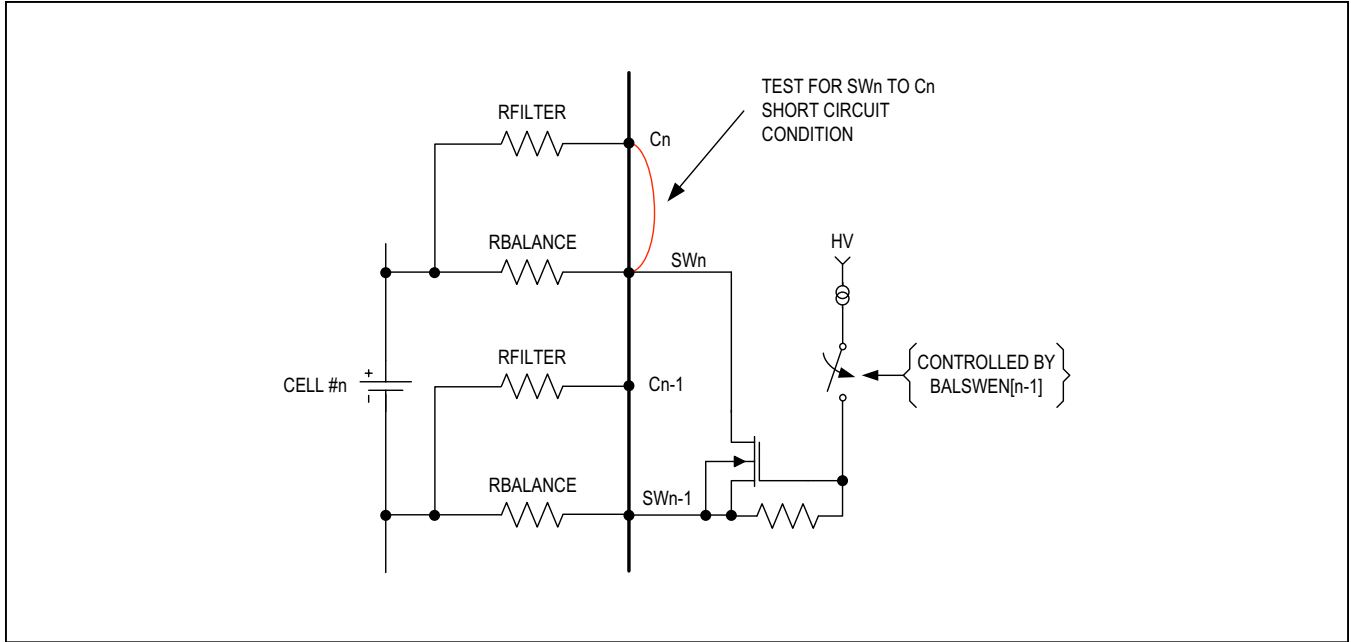 TEST FOR SWn TO Cn
SHORT CIRCUIT
CONDITION
RFILTER
Cn
RBALANCE
SWn
HV
RFILTER
CONTROLLED BY
BALSWEN[n-1]
CELL #n
+
-
Cn-1
RBALANCE
SWn-1